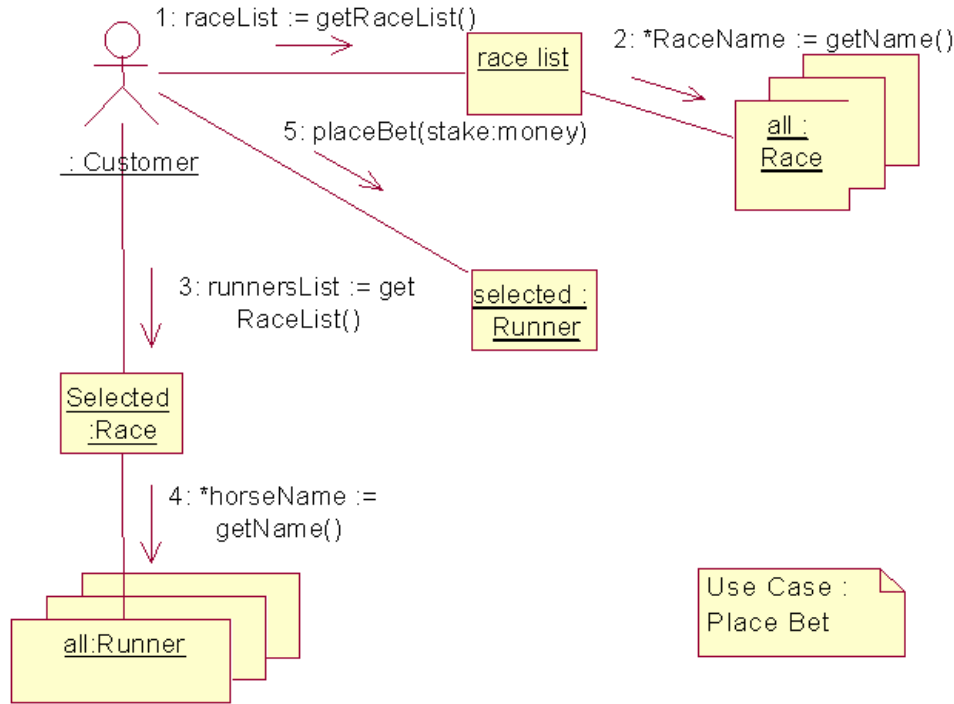 1: raceList := getRaceList()
race list
2: *RaceName := getName()
all :
Race
5: placeBet(stake:money)
: Customer
3: runnersList := get
RaceList()
selected :
Runner
Selected
:Race
4: *horseName :=
getName()
all:Runner
Use Case :
Place Bet